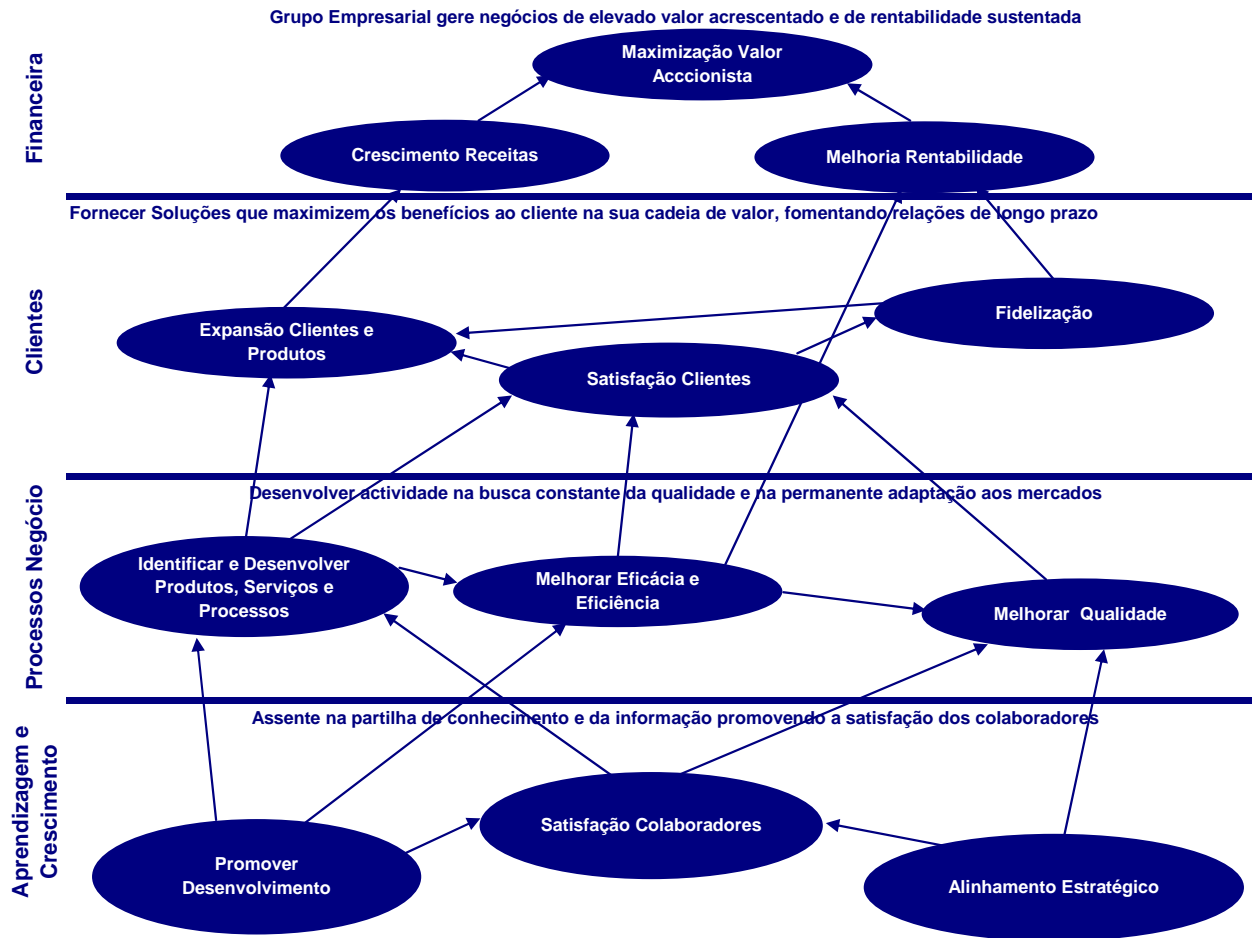 Grupo Empresarial gere negócios de elevado valor acrescentado e de rentabilidade sustentada
Financeira
Maximização Valor
Acccionista
Crescimento Receitas
Melhoria Rentabilidade
Fornecer Soluções que maximizem os benefícios ao cliente na sua cadeia de valor, fomentando relações de longo prazo
Clientes
Expansão Clientes e
Produtos
Fidelização
Satisfação Clientes
Desenvolver actividade na busca constante da qualidade e na permanente adaptação aos mercados
Processos Negócio
Identificar e Desenvolver
Produtos, Serviços e
Processos
Melhorar Eficácia e
Eficiência
Melhorar Qualidade
Assente na partilha de conhecimento e da informação promovendo a satisfação dos colaboradores
Aprendizagem e
Crescimento
Promover
Desenvolvimento
Satisfação Colaboradores
Alinhamento Estratégico